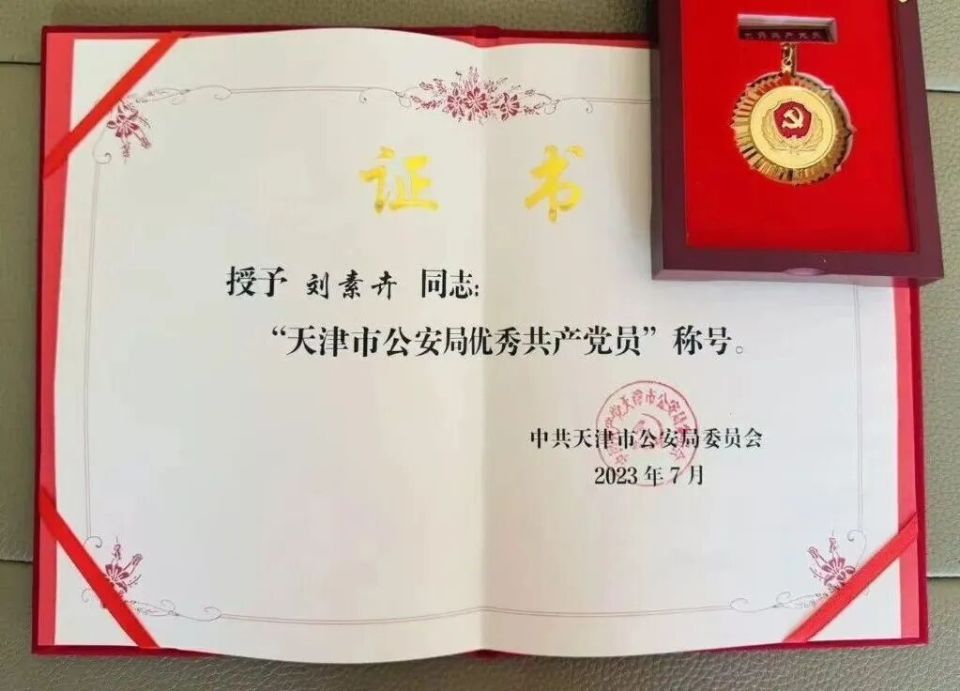 证 书
授予 刘素卉 同志：
“天津市公安局优秀共产党员”称号。
中共天津市公安局委员会
2023年7月